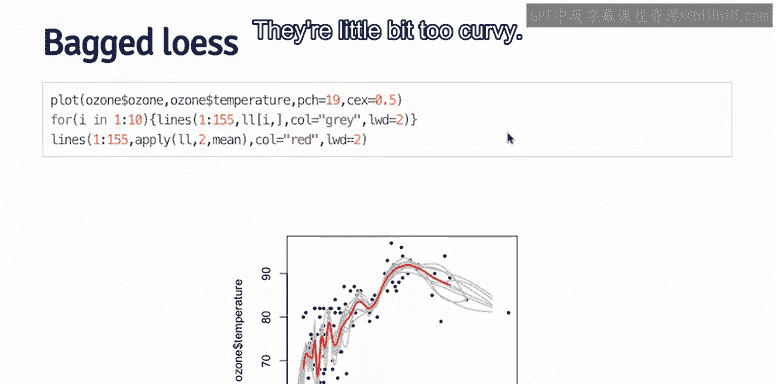 Bagged loess
They're little bit too curvy.
plot(ozone$ozone,ozone$temperature,pch=19,cex=0.5)
for(i in 1:10){lines(1:155,ll[i,],col="grey",lwd=2)}
lines(1:155,apply(ll,2,mean),col="red",lwd=2)
ozone$temperature
90
80
70